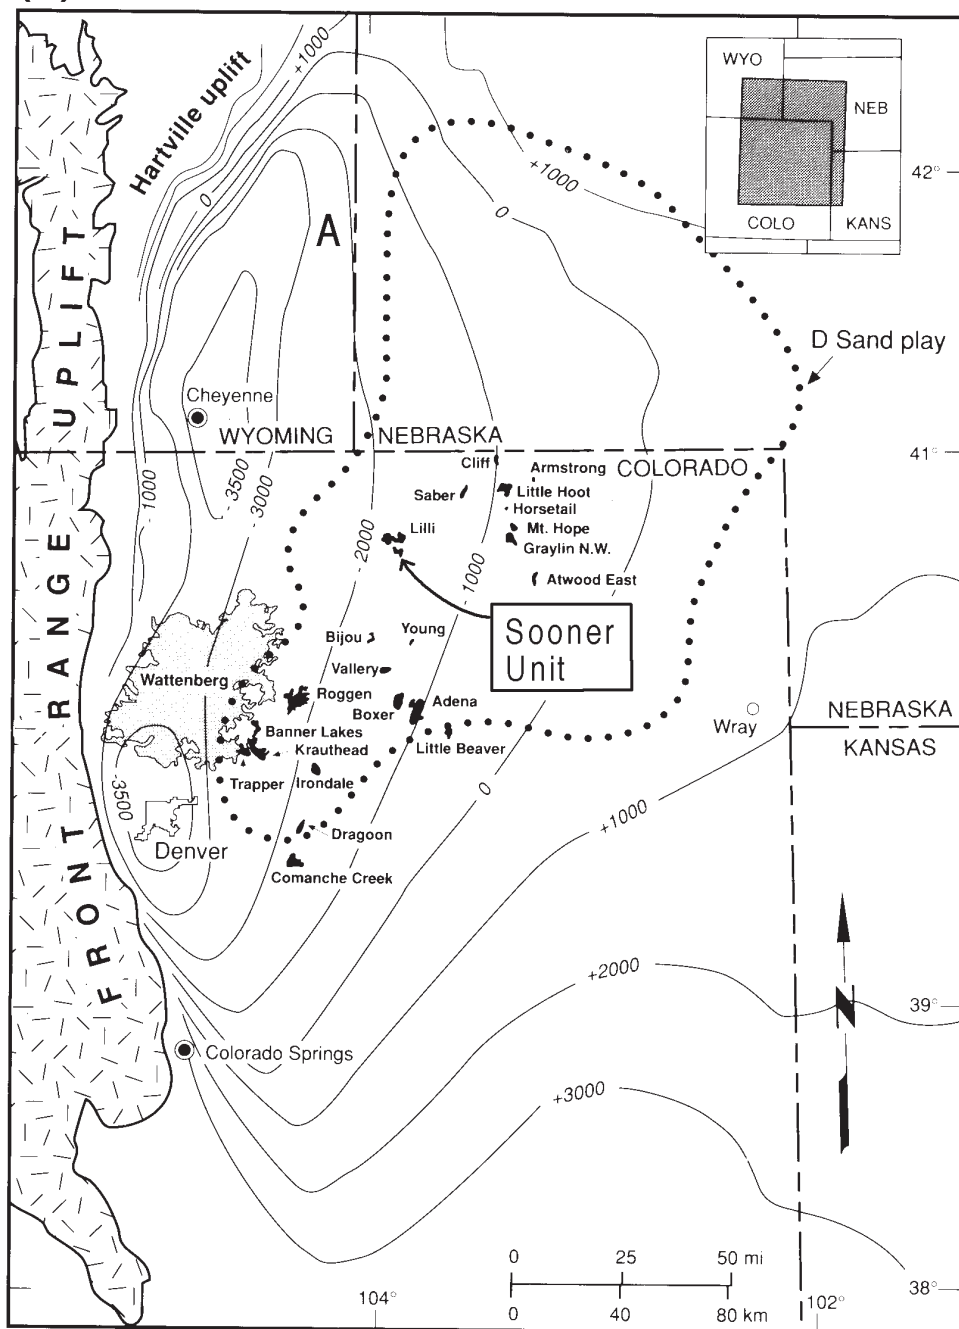 Hartville uplift
+1000
WYO
NEB
COLO
KANS
42°
+1000
0
0
A
D Sand play
Cheyenne
WYOMING
NEBRASKA
COLORADO
41°
Cliff
Armstrong
Saber
Little Hoot
Horsetail
Mt. Hope
Graylin N.W.
Lilli
Atwood East
-1000
-3500
-3000
-2000
-1000
Sooner
Unit
Bijou
Young
Vallery
Wattenberg
Roggen
Boxer
Adena
Banner Lakes
Little Beaver
Krauthead
Trapper
Irondale
Wray
NEBRASKA
KANSAS
-3500
0
+1000
Dragoon
Denver
Comanche Creek
FRONT RANGE UPLIFT
+2000
39°
N
Colorado Springs
+3000
0 25 50 mi
0 40 80 km
104°
102°
38°